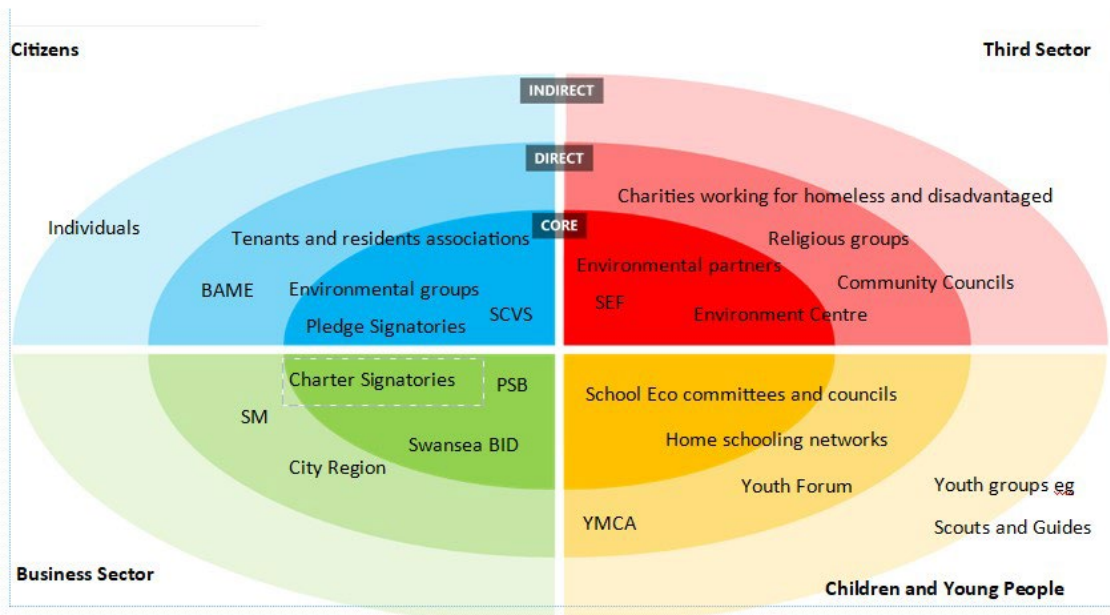 Citizens
Third Sector
INDIRECT
DIRECT
Charities working for homeless and disadvantaged
Individuals
CORE
Tenants and residents associations
Religious groups
Environmental partners
BAME
Environmental groups
SEF
Community Councils
SCVS
Environment Centre
Pledge Signatories
Charter Signatories
PSB
School Eco committees and councils
SM
Swansea BID
Home schooling networks
City Region
Youth Forum
Youth groups eg
YMCA
Scouts and Guides
Business Sector
Children and Young People